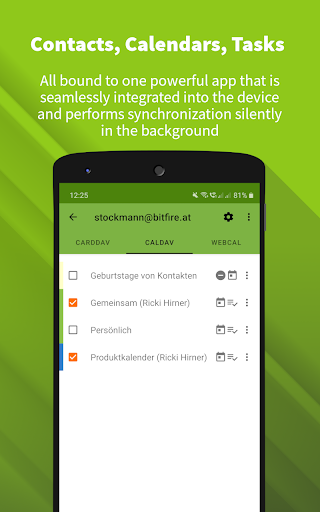 Contacts, Calendars, Tasks
All bound to one powerful app that is
seamlessly integrated into the device
and performs synchronization silently
in the background
12:25 81%
stockmann@bitfire.at
CARDDAV CALDAV WEBCAL
Geburtstage von Kontakten
Gemeinsam (Ricki Hirner)
Persönlich
Produktkalender (Ricki Hirner)